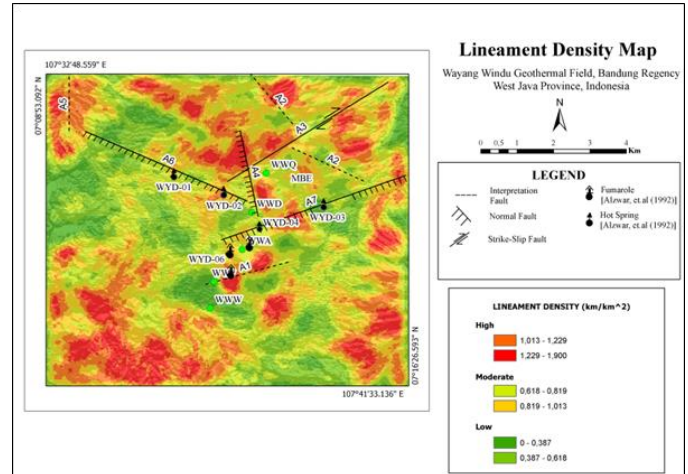 Lineament Density Map
Wayang Windu Geothermal Field, Bandung Regency
West Java Province, Indonesia
N
0 0,5 1 2 3 4
Km
LEGEND
Interpretation
Fault
Normal Fault
Strike-Slip Fault
Fumarole
[Alzwar, et.al (1992)]
Hot Spring
[Alzwar, et.al (1992)]
LINEAMENT DENSITY (km/km^2)
High
1,013 - 1,229
1,229 - 1,900
Moderate
0,618 - 0,819
0,819 - 1,013
Low
0 - 0,387
0,387 - 0,618
107°32'48.559" E
07°08'53.092" N
A5
A2
A3
A6
A4
A2
WWQ
MBE
WYD-01
WYD-02
WWD
A7
WYD-03
WYD-04
WYD-06
A1
WWW
07°16'26.593" N
107°41'33.136" E